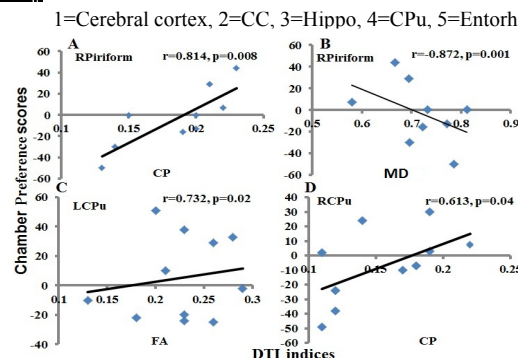 1=Cerebral cortex, 2=CC, 3=Hippo, 4=CPu, 5=Entorh
A
RPiriform
r=0.814, p=0.008
60
40
20
0
-20
-40
-60
0.1
0.15
0.2
0.25
CP
B
RPiriform
r=-0.872, p=0.001
60
40
20
0
-20
-40
-60
0.5
0.6
0.7
0.8
0.9
MD
Chamber Preference scores
C
LCPu
r=0.732, p=0.02
60
40
20
0
-20
-40
0.1
0.15
0.2
0.25
0.3
FA
D
RCPu
r=0.613, p=0.04
40
30
20
10
0
-10
-20
-30
-40
-50
-60
0.1
0.15
0.2
0.25
CP
DTI indices